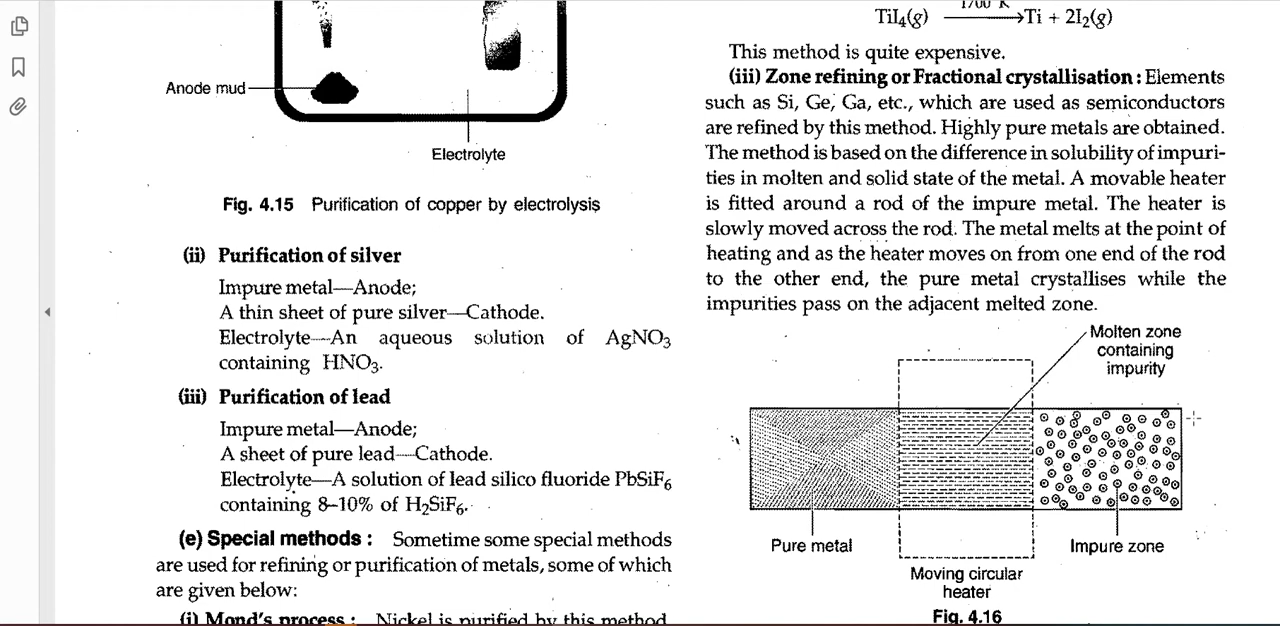 Anode mud
Electrolyte
Fig. 4.15 Purification of copper by electrolysis
(ii) Purification of silver
Impure metal—Anode;
A thin sheet of pure silver—Cathode.
Electrolyte—An aqueous solution of AgNO₃
containing HNO₃.
(iii) Purification of lead
Impure metal—Anode;
A sheet of pure lead—Cathode.
Electrolyte—A solution of lead silico fluoride PbSiF₆
containing 8–10% of H₂SiF₆.
(e) Special methods : Sometime some special methods
are used for refining or purification of metals, some of which
are given below:
(i) Mond's process : Nickel is purified by this method.
1700 K
TiI₄(g) ⟶ Ti + 2I₂(g)
This method is quite expensive.
(iii) Zone refining or Fractional crystallisation : Elements
such as Si, Ge, Ga, etc., which are used as semiconductors
are refined by this method. Highly pure metals are obtained.
The method is based on the difference in solubility of impuri-
ties in molten and solid state of the metal. A movable heater
is fitted around a rod of the impure metal. The heater is
slowly moved across the rod. The metal melts at the point of
heating and as the heater moves on from one end of the rod
to the other end, the pure metal crystallises while the
impurities pass on the adjacent melted zone.
Molten zone
containing
impurity
Pure metal
Impure zone
Moving circular
heater
Fig. 4.16